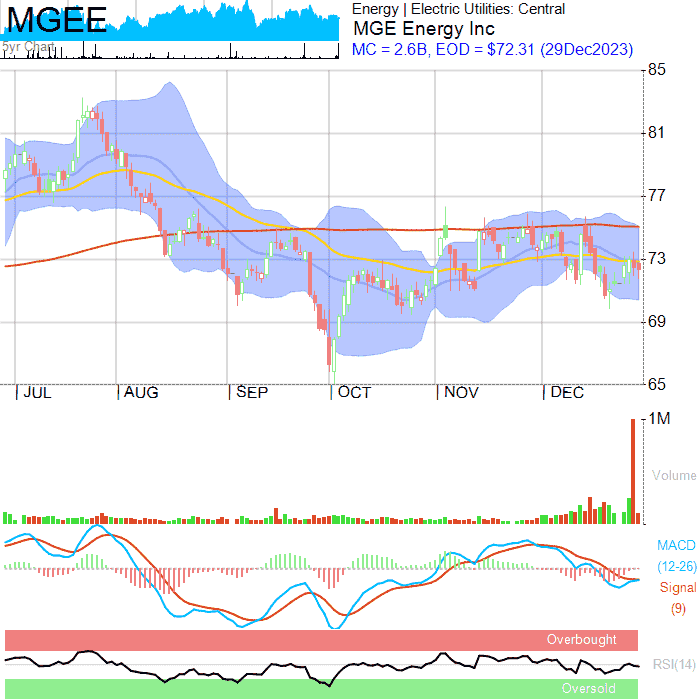 MGEE
5yr Chart
Energy | Electric Utilities: Central
MGE Energy Inc
MC = 2.6B, EOD = $72.31 (29Dec2023)
85
81
77
73
69
65
JUL
AUG
SEP
OCT
NOV
DEC
1M
Volume
MACD
(12-26)
Signal
(9)
Overbought
RSI(14)
Oversold